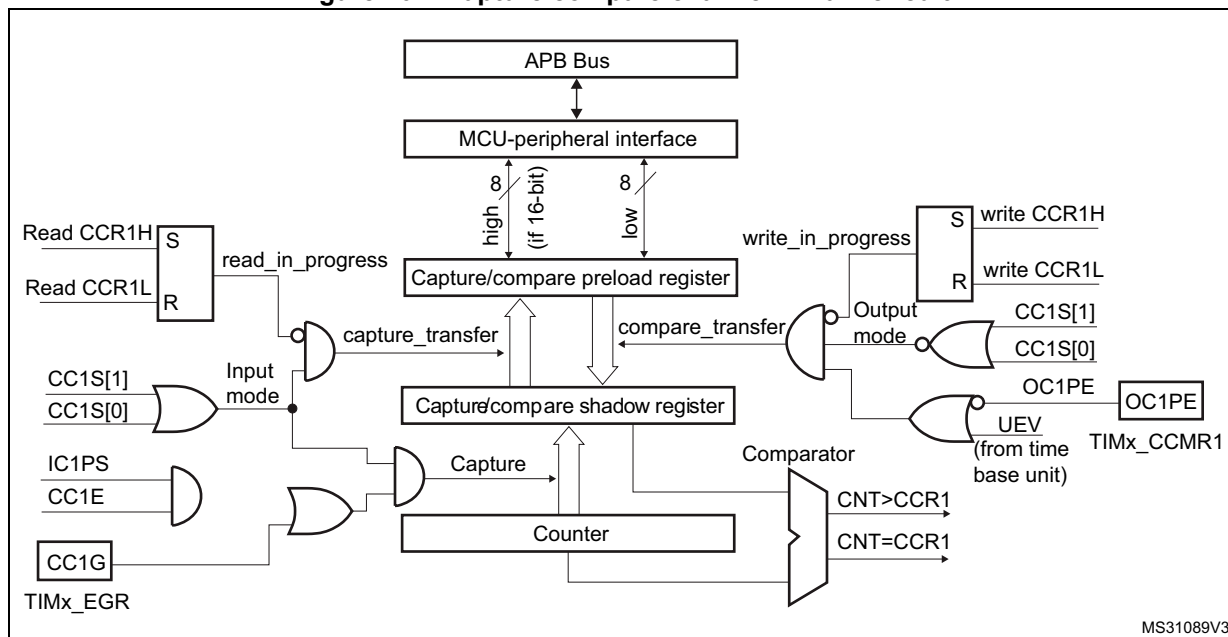 APB Bus
MCU-peripheral interface
8
high
(if 16-bit)
8
low
Read CCR1H
S
read_in_progress
Read CCR1L
R
S
write CCR1H
write_in_progress
R
write CCR1L
Capture/compare preload register
capture_transfer
compare_transfer
Output
mode
CC1S[1]
CC1S[0]
CC1S[1]
CC1S[0]
Input
mode
Capture/compare shadow register
OC1PE
OC1PE
UEV
(from time
base unit)
TIMx_CCMR1
IC1PS
CC1E
Capture
Comparator
CNT>CCR1
CNT=CCR1
Counter
CC1G
TIMx_EGR
MS31089V3